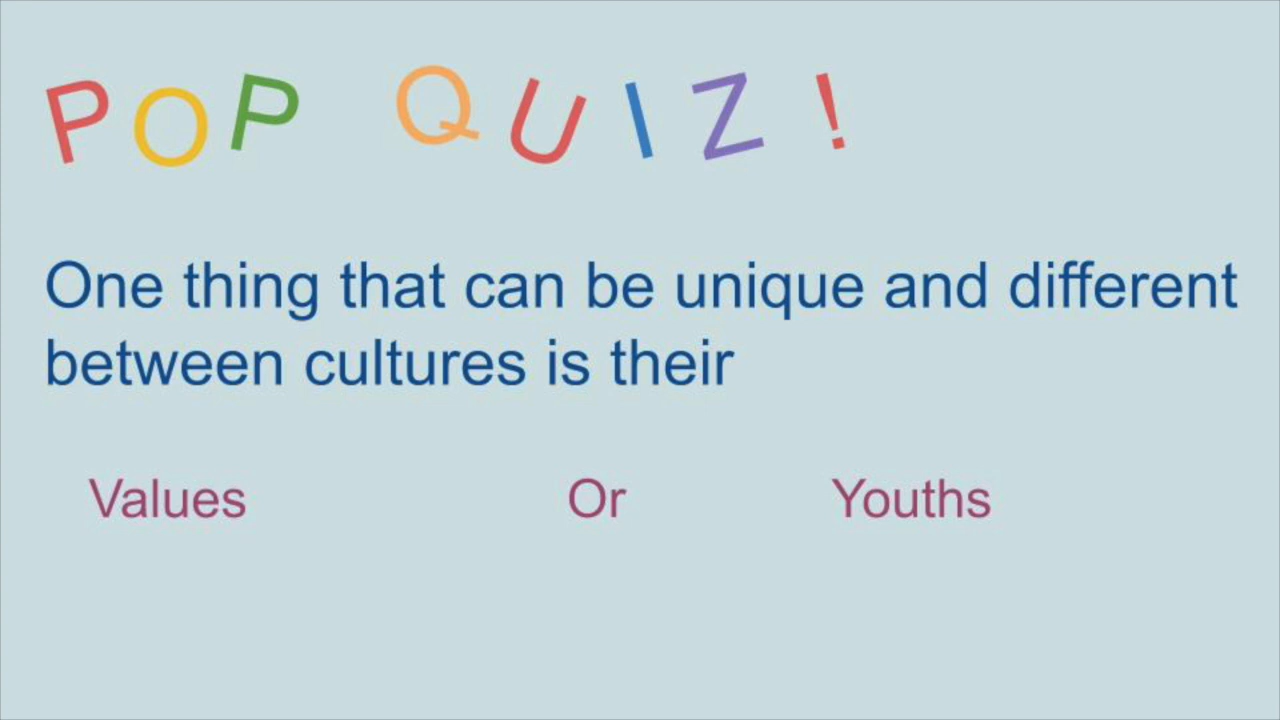 POP QUIZ!
One thing that can be unique and different
between cultures is their
Values Or Youths